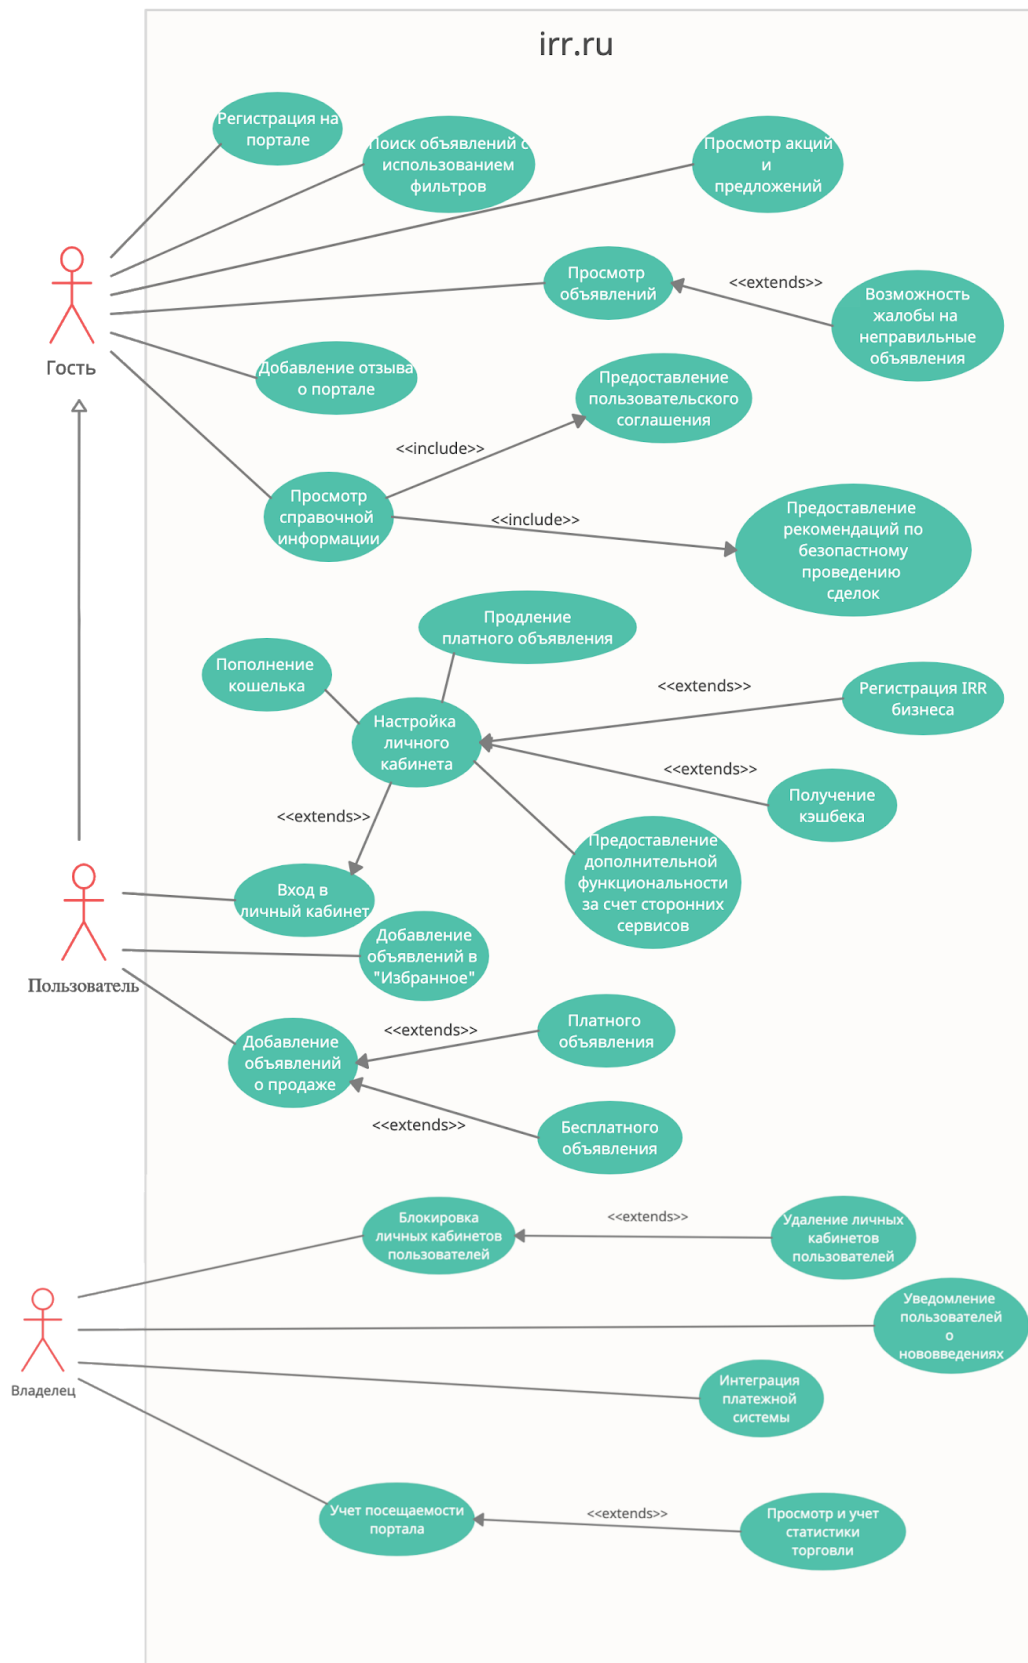 irr.ru
Регистрация на
портале
Поиск объявлений с
использованием
фильтров
Просмотр акций
и
предложений
Просмотр
объявлений
<<extends>>
Возможность
жалобы на
неправильные
объявления
Гость
Добавление отзыва
о портале
Предоставление
пользовательского
соглашения
<<include>>
Просмотр
справочной
информации
<<include>>
Предоставление
рекомендаций по
безопастному
проведению
сделок
Продление
платного объявления
Пополнение
кошелька
Настройка
личного
кабинета
<<extends>>
Регистрация IRR
бизнеса
<<extends>>
Получение
кэшбека
<<extends>>
Предоставление
дополнительной
функциональности
за счет сторонних
сервисов
Вход в
личный кабинет
Добавление
объявлений в
"Избранное"
Пользователь
Добавление
объявлений
о продаже
<<extends>>
Платного
объявления
<<extends>>
Бесплатного
объявления
Блокировка
личных кабинетов
пользователей
<<extends>>
Удаление личных
кабинетов
пользователей
Уведомление
пользователей
о
нововведениях
Владелец
Интеграция
платежной
системы
Учет посещаемости
портала
<<extends>>
Просмотр и учет
статистики
торговли